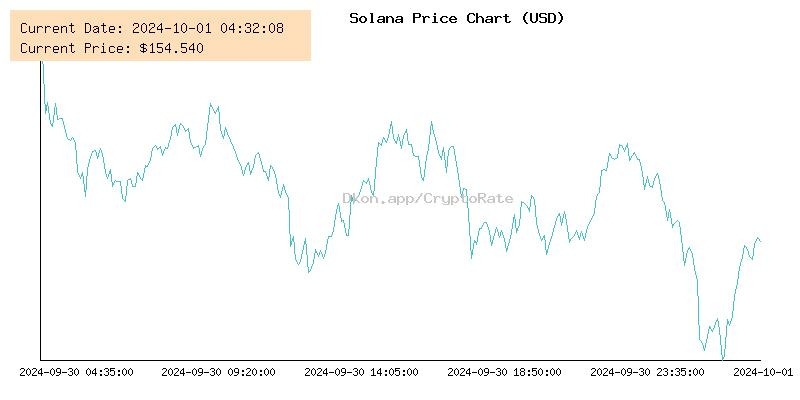 Solana Price Chart (USD)
Current Date: 2024-10-01 04:32:08
Current Price: $154.540
Dkon.app/CryptoRate
2024-09-30 04:35:00 2024-09-30 09:20:00 2024-09-30 14:05:00 2024-09-30 18:50:00 2024-09-30 23:35:00 2024-10-01